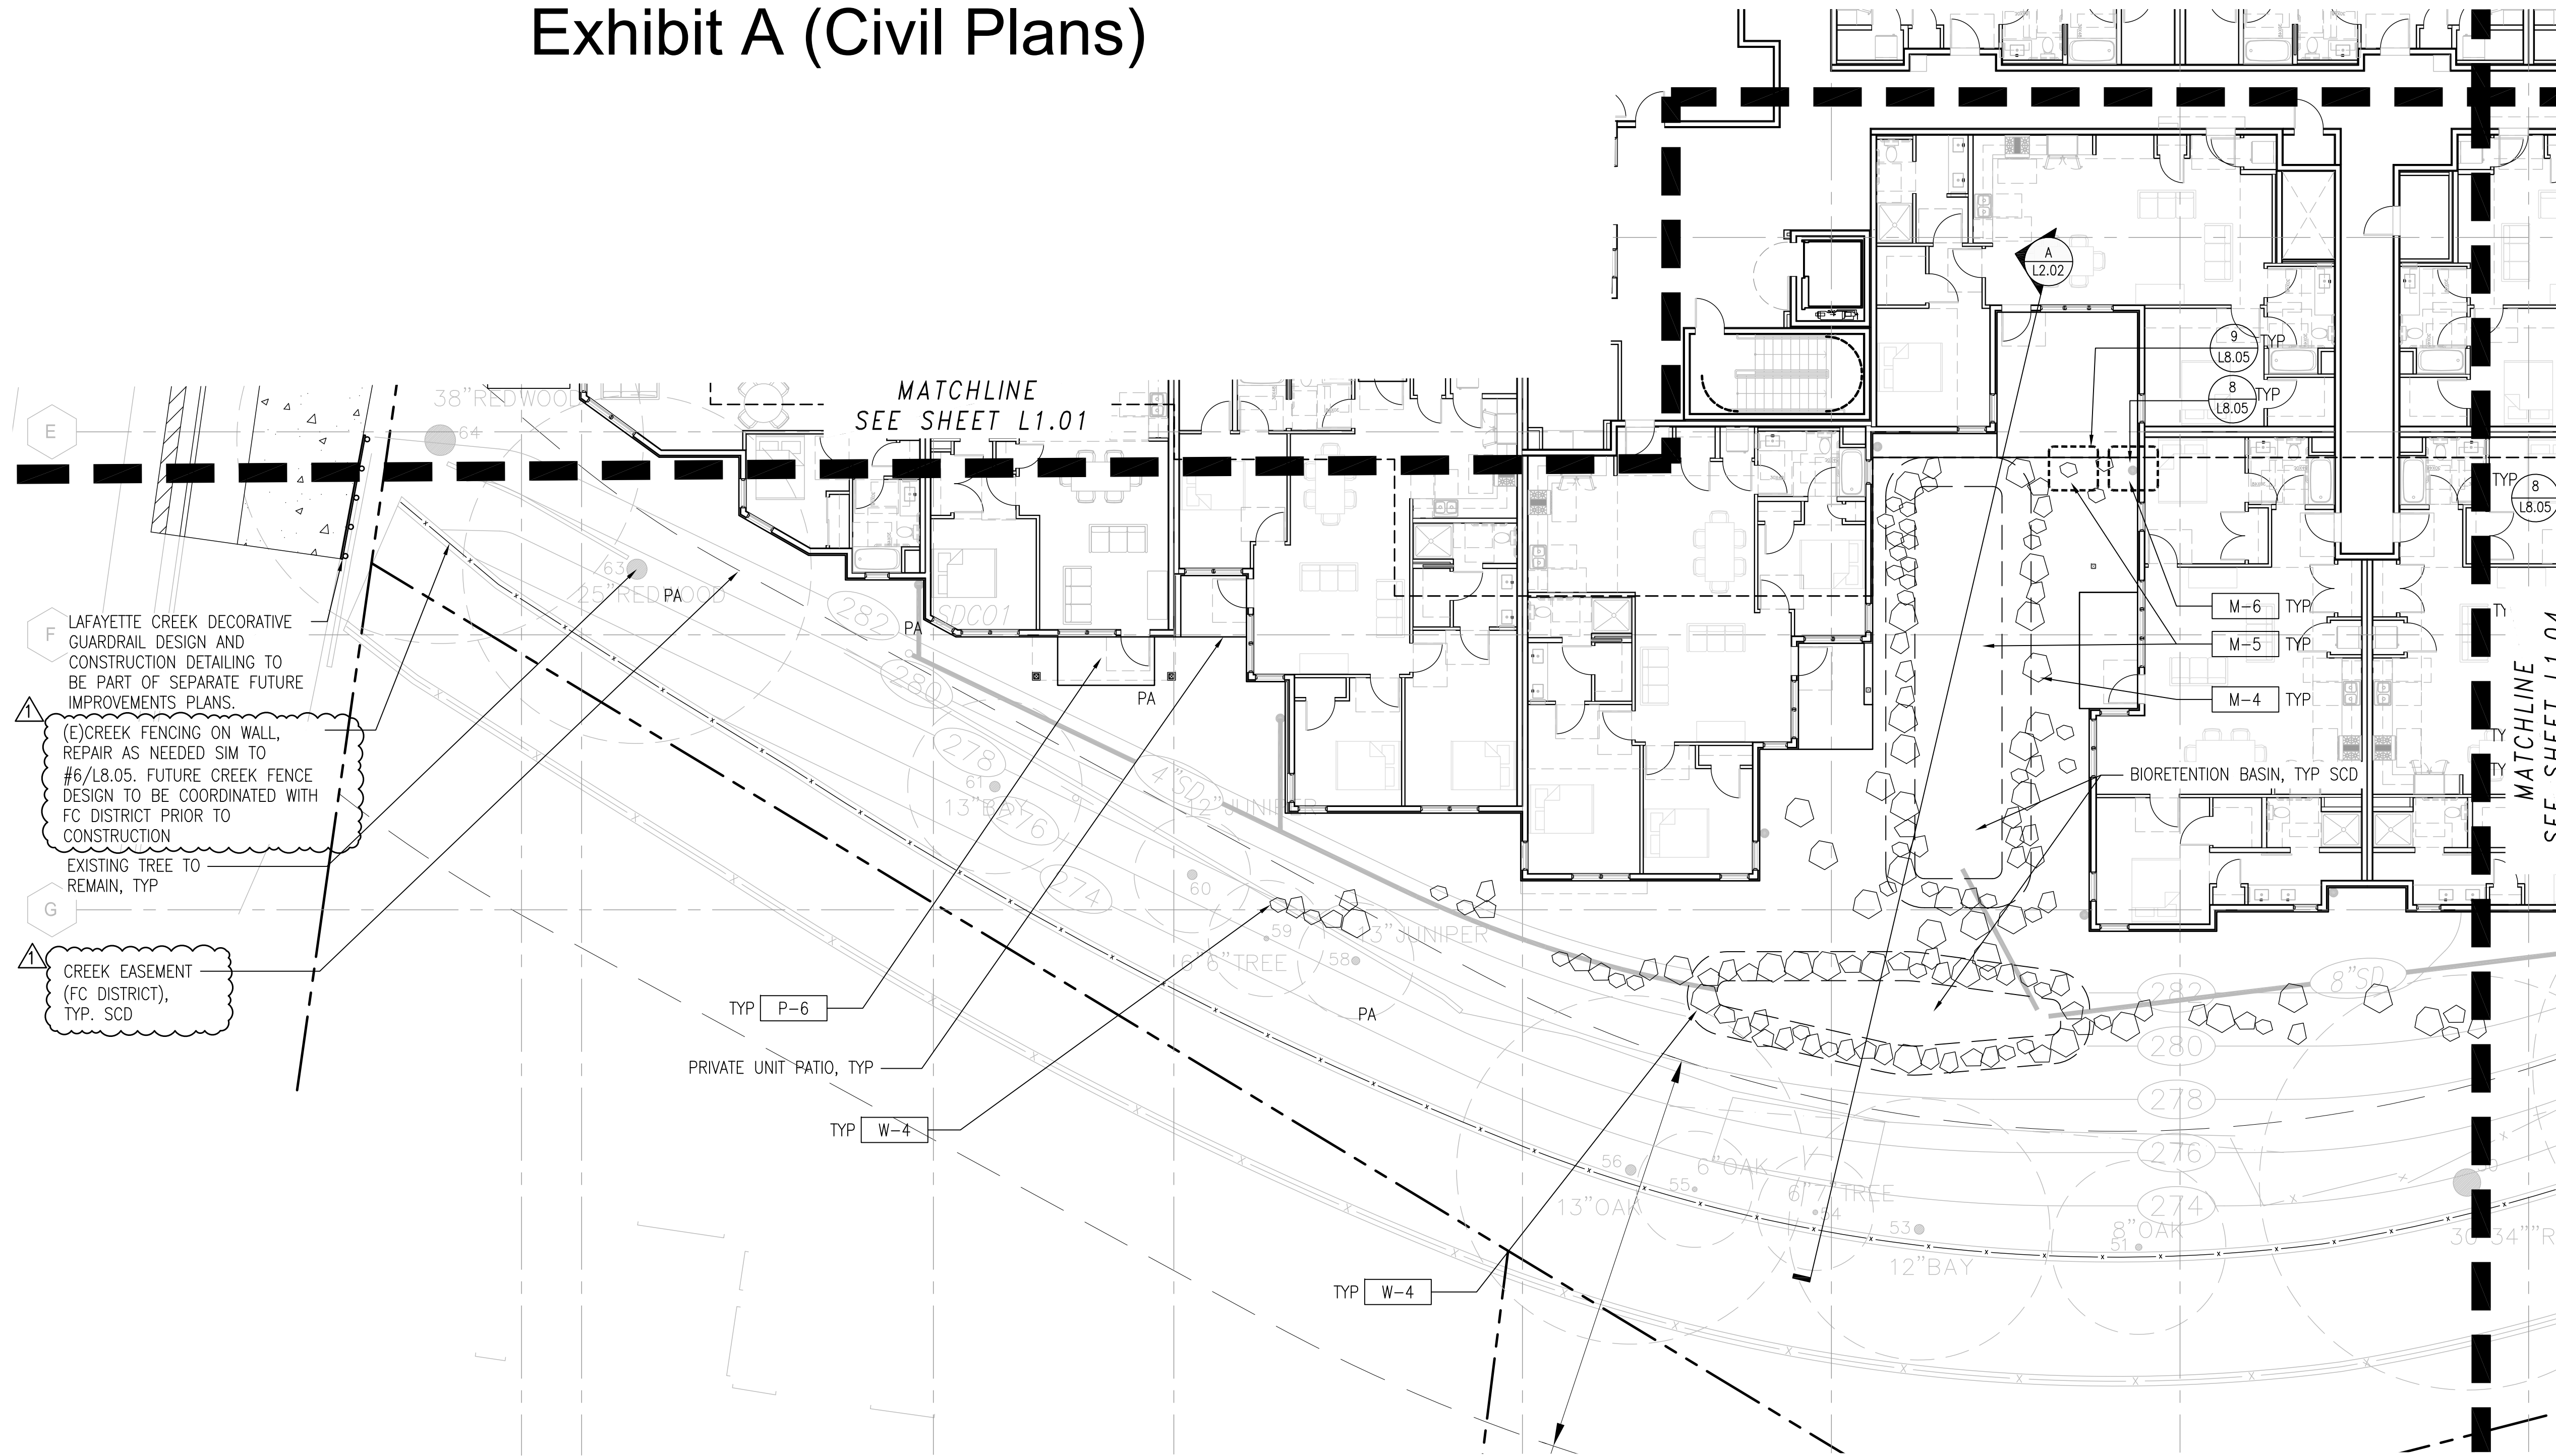 Exhibit A (Civil Plans)
A
L2.02
9
L8.05
TYP
8
L8.05
TYP
MATCHLINE
SEE SHEET L1.01
38"REDWOOD
64
E
TYP
8
L8.05
63
25"REDWOOD
PA
282
PA
SDCO1
F
LAFAYETTE CREEK DECORATIVE
GUARDRAIL DESIGN AND
CONSTRUCTION DETAILING TO
BE PART OF SEPARATE FUTURE
IMPROVEMENTS PLANS.
M-6
TYP
M-5
TYP
M-4
TYP
280
PA
1
(E)CREEK FENCING ON WALL,
REPAIR AS NEEDED SIM TO
#6/L8.05. FUTURE CREEK FENCE
DESIGN TO BE COORDINATED WITH
FC DISTRICT PRIOR TO
CONSTRUCTION
278
61
13"BAY
276
4"SD
12"JUNIPER
BIORETENTION BASIN, TYP SCD
MATCHLINE
SEE SHEET L1.04
EXISTING TREE TO
REMAIN, TYP
274
60
G
59
13"JUNIPER
6"6"TREE
58
1
CREEK EASEMENT
(FC DISTRICT),
TYP. SCD
TYP
P-6
PA
282
8"SD
280
PRIVATE UNIT PATIO, TYP
278
TYP
W-4
276
56
6"OAK
55
13"OAK
6"7"TREE
54
274
53
12"BAY
8"OAK
51
TYP
W-4